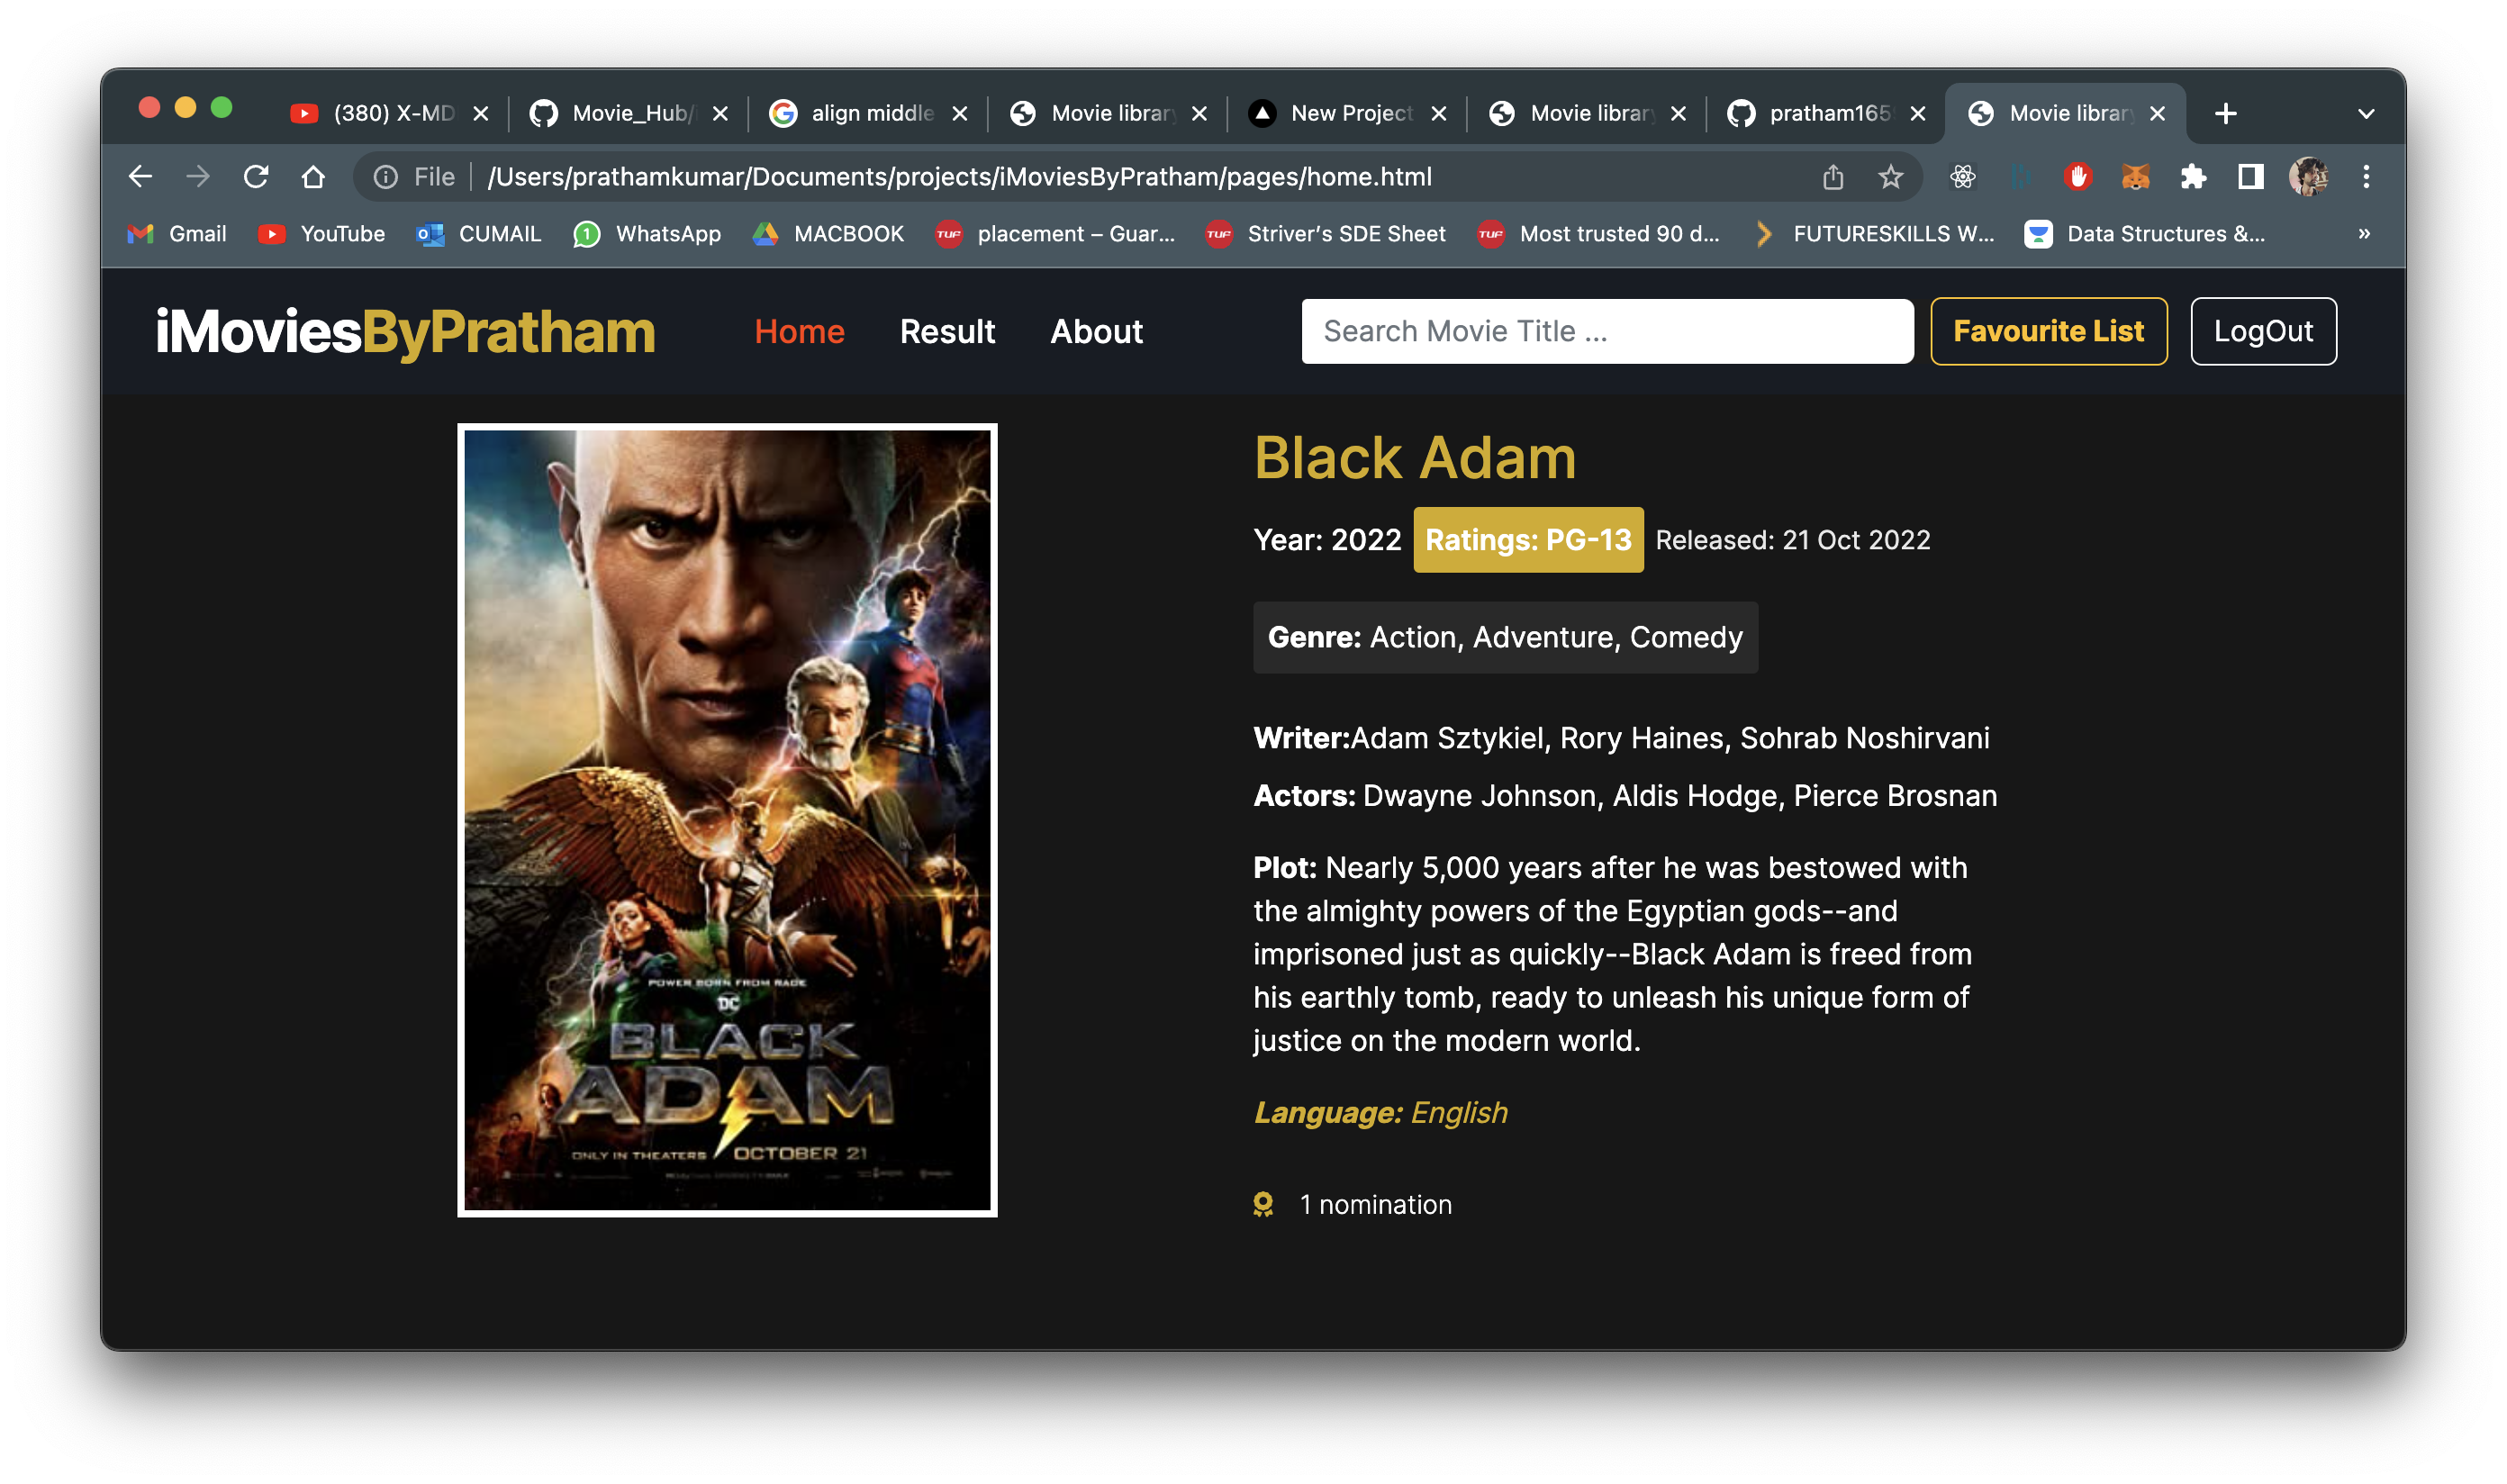 (380) X-MD
Movie_Hub/
align middle
Movie library
New Project
Movie library
pratham165
Movie library
File
/Users/prathamkumar/Documents/projects/iMoviesByPratham/pages/home.html
Gmail
YouTube
CUMAIL
1
WhatsApp
MACBOOK
TUF
placement – Guar...
TUF
Striver's SDE Sheet
TUF
Most trusted 90 d...
FUTURESKILLS W...
Data Structures &...
»
iMoviesByPratham
Home
Result
About
Search Movie Title ...
Favourite List
LogOut
POWER BORN FROM RAGE
DC
BLACK
ADAM
ONLY IN THEATERS OCTOBER 21
Black Adam
Year: 2022 Ratings: PG-13 Released: 21 Oct 2022
Genre: Action, Adventure, Comedy
Writer:Adam Sztykiel, Rory Haines, Sohrab Noshirvani
Actors: Dwayne Johnson, Aldis Hodge, Pierce Brosnan
Plot: Nearly 5,000 years after he was bestowed with
the almighty powers of the Egyptian gods--and
imprisoned just as quickly--Black Adam is freed from
his earthly tomb, ready to unleash his unique form of
justice on the modern world.
Language: English
1 nomination